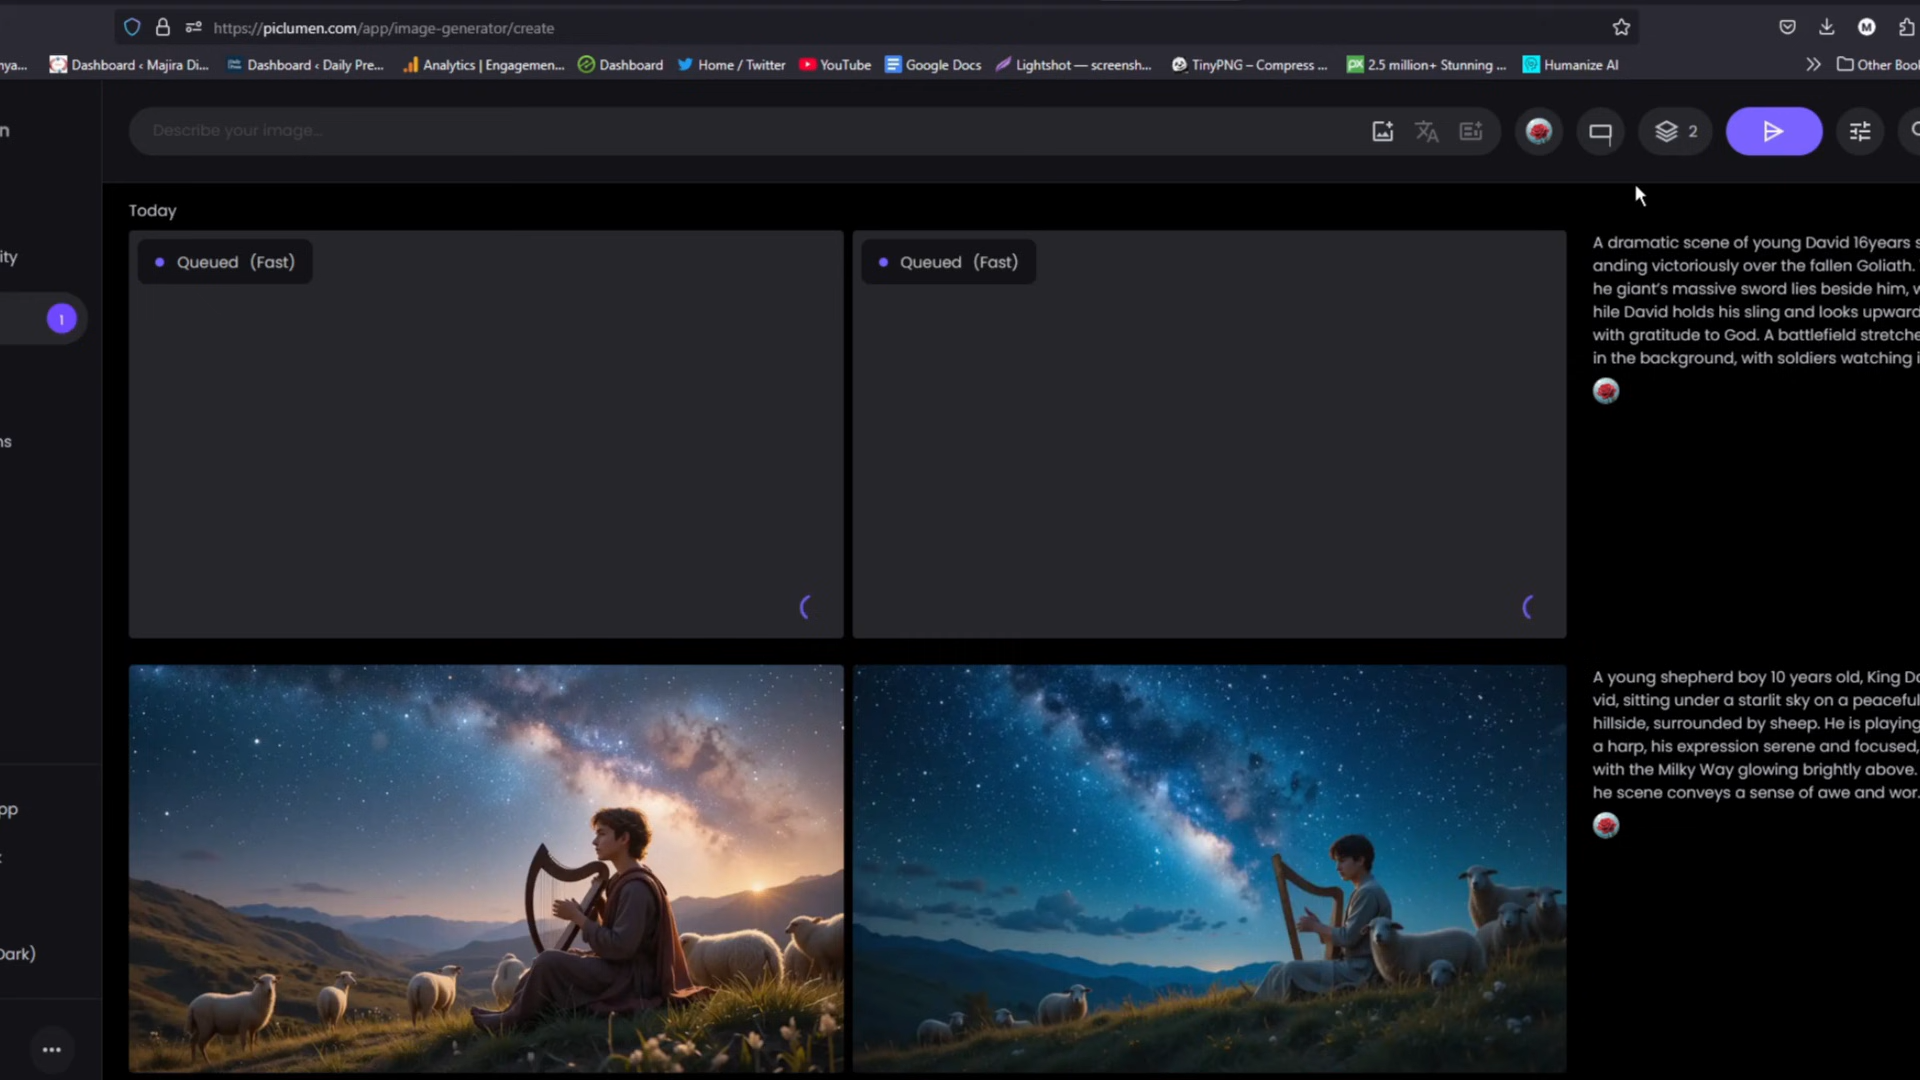 https://piclumen.com/app/image-generator/create
nya... Dashboard ‹ Majira Di... Dashboard ‹ Daily Pre... Analytics | Engagemen... Dashboard Home / Twitter YouTube Google Docs Lightshot — screensh... TinyPNG – Compress ... 2.5 million+ Stunning ... Humanize AI Other Book
n
Describe your image...
2
Today
Queued (Fast)
Queued (Fast)
A dramatic scene of young David 16years s
anding victoriously over the fallen Goliath.
he giant's massive sword lies beside him, w
hile David holds his sling and looks upward
with gratitude to God. A battlefield stretche
in the background, with soldiers watching i
ity
1
ns
A young shepherd boy 10 years old, King Da
vid, sitting under a starlit sky on a peaceful
hillside, surrounded by sheep. He is playing
a harp, his expression serene and focused,
with the Milky Way glowing brightly above.
he scene conveys a sense of awe and wor...
pp
Dark)